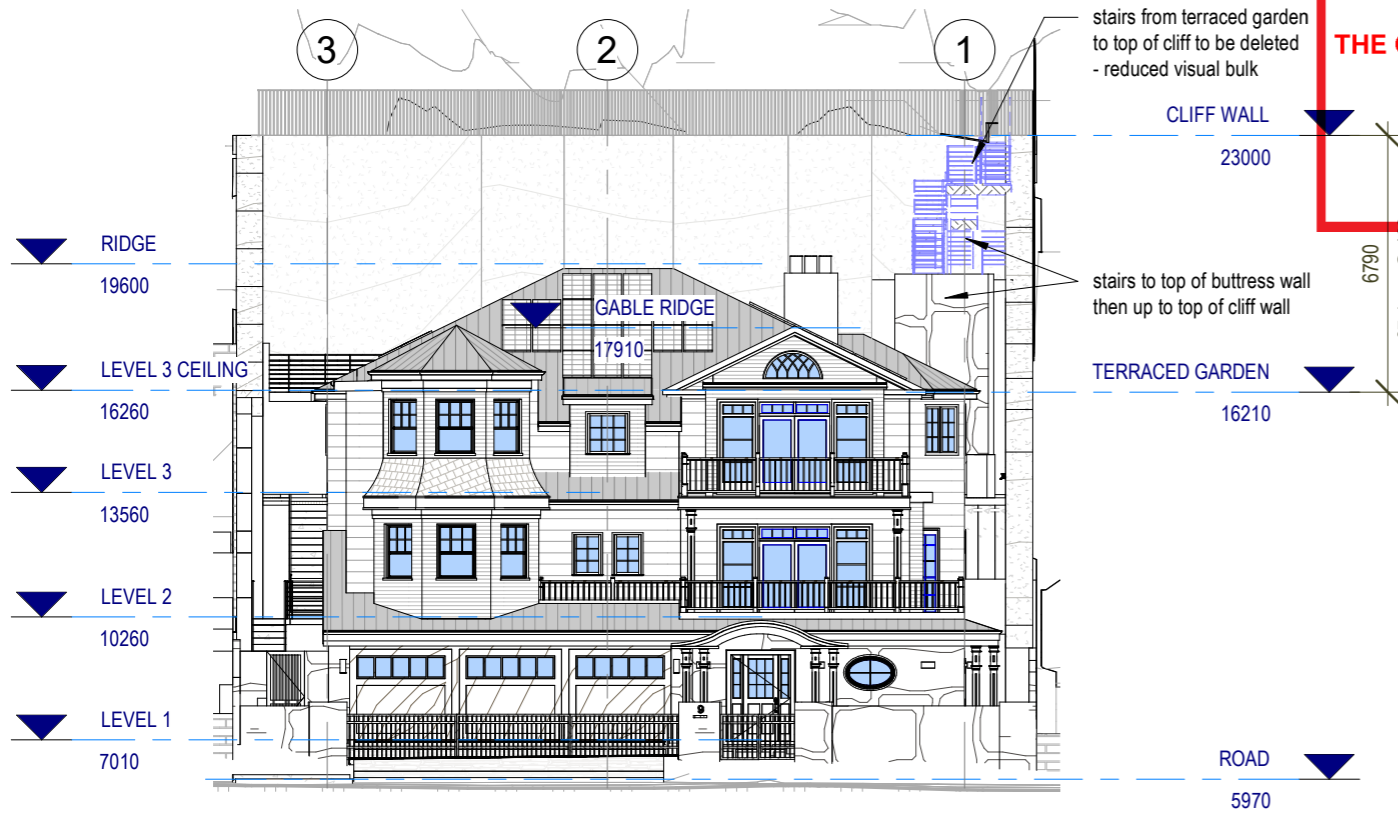 3
2
1
stairs from terraced garden
to top of cliff to be deleted
- reduced visual bulk
THE
CLIFF WALL
23000
RIDGE
19600
6790
stairs to top of buttress wall
then up to top of cliff wall
GABLE RIDGE
17910
LEVEL 3 CEILING
16260
TERRACED GARDEN
16210
LEVEL 3
13560
LEVEL 2
10260
9
LEVEL 1
7010
ROAD
5970